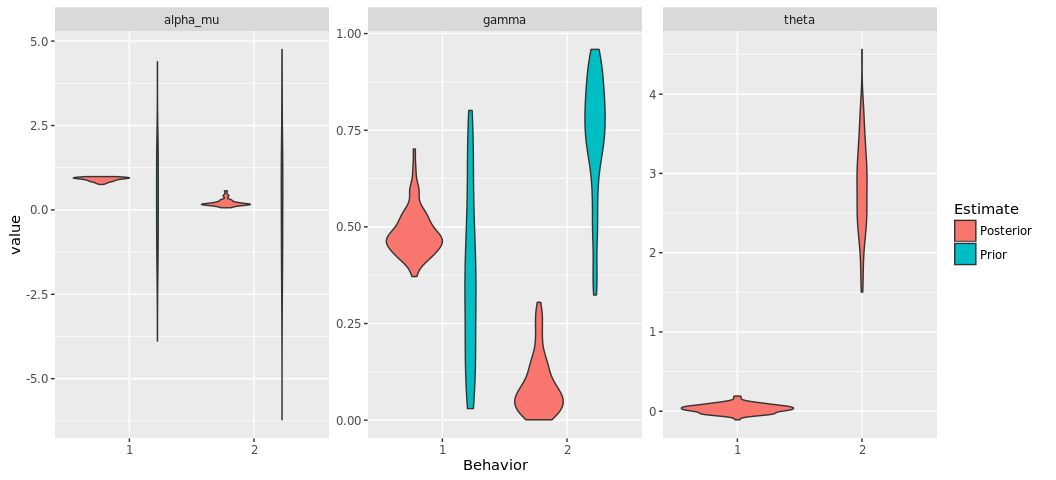 alpha_mu
gamma
theta
value
5.0
2.5
0.0
-2.5
-5.0
1
2
1.00
0.75
0.50
0.25
0.00
1
2
4
3
2
1
0
1
2
Behavior
Estimate
Posterior
Prior